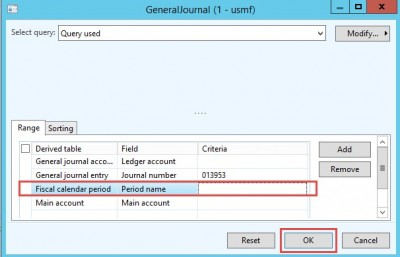 GeneralJournal (1 - usmf)
Select query: Query used Modify...
Range Sorting
Derived table Field Criteria
General journal acco... Ledger account
General journal entry Journal number 013953
Fiscal calendar period Period name
Main account Main account
Add
Remove
Reset OK Cancel